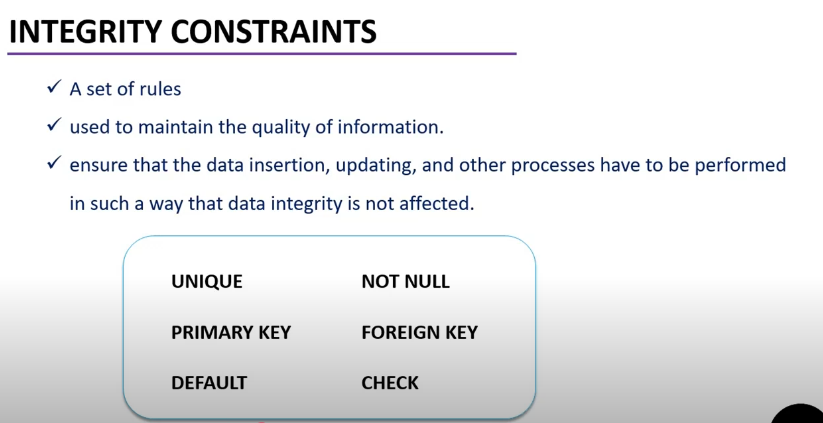 INTEGRITY CONSTRAINTS
✓ A set of rules
✓ used to maintain the quality of information.
✓ ensure that the data insertion, updating, and other processes have to be performed
in such a way that data integrity is not affected.
UNIQUE NOT NULL
PRIMARY KEY FOREIGN KEY
DEFAULT CHECK